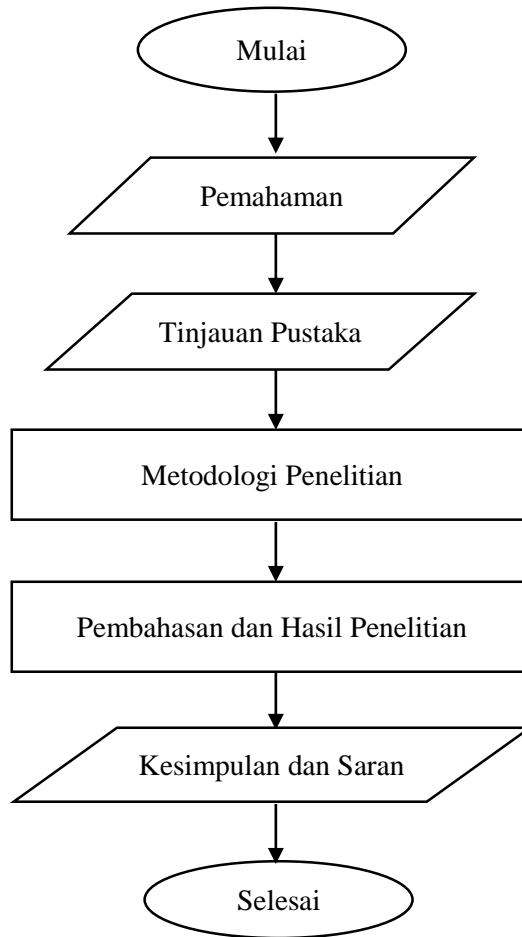 Mulai
Pemahaman
Tinjauan Pustaka
Metodologi Penelitian
Pembahasan dan Hasil Penelitian
Kesimpulan dan Saran
Selesai